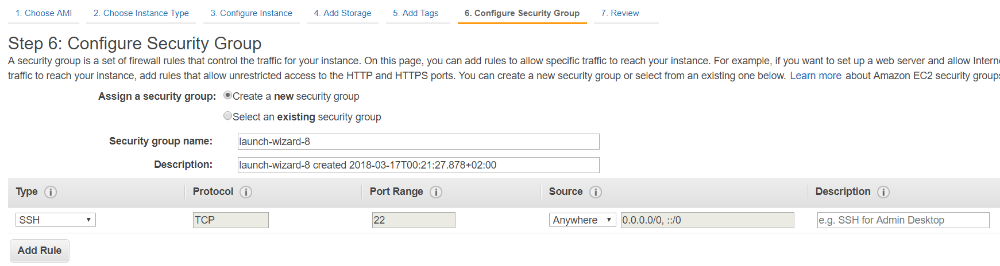 1. Choose AMI 2. Choose Instance Type 3. Configure Instance 4. Add Storage 5. Add Tags 6. Configure Security Group 7. Review
Step 6: Configure Security Group
A security group is a set of firewall rules that control the traffic for your instance. On this page, you can add rules to allow specific traffic to reach your instance. For example, if you want to set up a web server and allow Interne
traffic to reach your instance, add rules that allow unrestricted access to the HTTP and HTTPS ports. You can create a new security group or select from an existing one below. Learn more about Amazon EC2 security groups
Assign a security group: Create a new security group
Select an existing security group
Security group name: launch-wizard-8
Description: launch-wizard-8 created 2018-03-17T00:21:27.878+02:00
Type i Protocol i Port Range i Source i Description i
SSH TCP 22 Anywhere 0.0.0.0/0, ::/0 e.g. SSH for Admin Desktop
Add Rule